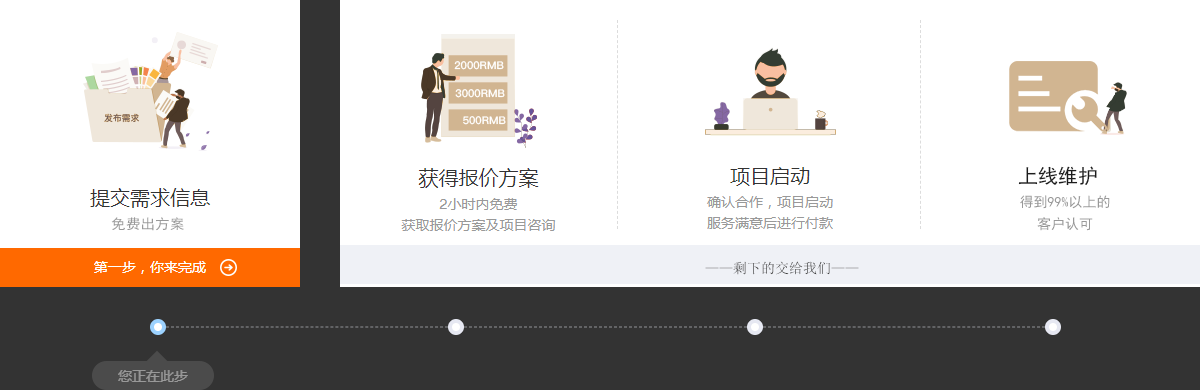 发布需求
提交需求信息
免费出方案
第一步，你来完成
2000RMB
3000RMB
500RMB
获得报价方案
2小时内免费
获取报价方案及项目咨询
项目启动
确认合作，项目启动
服务满意后进行付款
上线维护
得到99%以上的
客户认可
——剩下的交给我们——
您正在此步